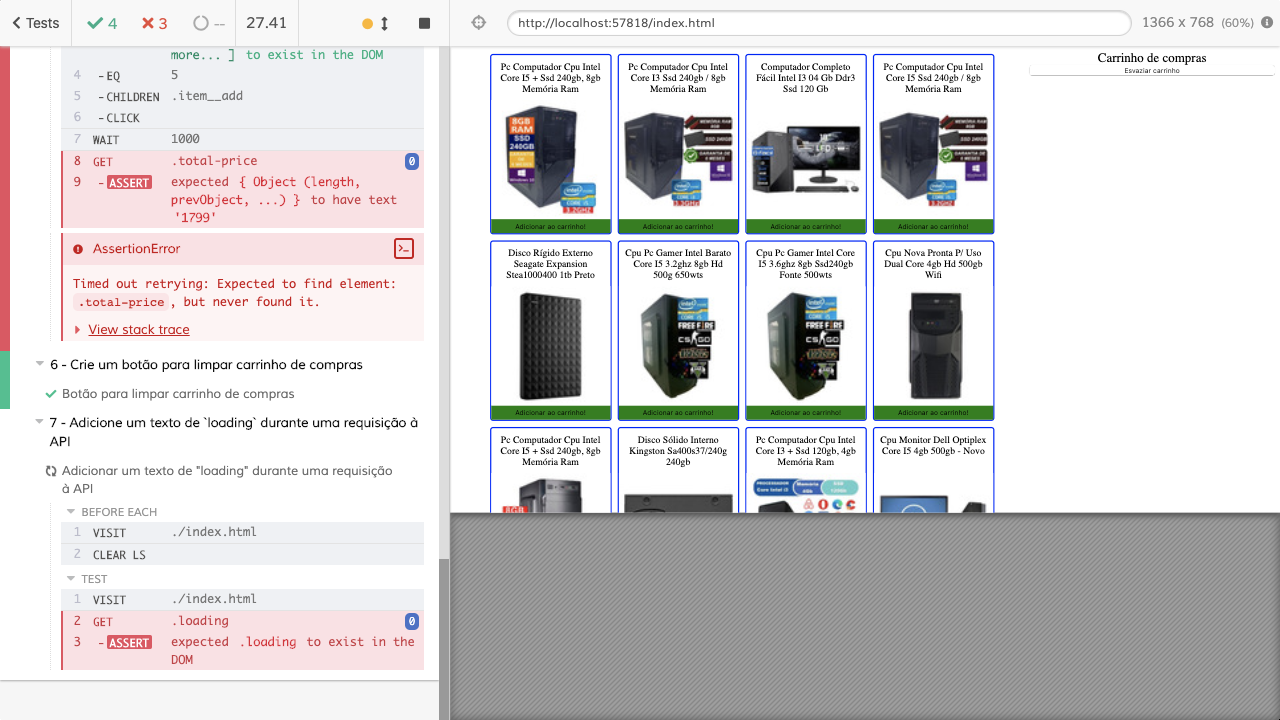 Tests
4
3
--
27.41
http://localhost:57818/index.html
1366 x 768 (60%)
more... ] to exist in the DOM
4 -EQ 5
5 -CHILDREN .item__add
6 -CLICK
7 WAIT 1000
8 GET .total-price 0
9 -ASSERT expected { Object (length,
prevObject, ...) } to have text
'1799'
AssertionError
Timed out retrying: Expected to find element:
.total-price, but never found it.
View stack trace
6 - Crie um botão para limpar carrinho de compras
Botão para limpar carrinho de compras
7 - Adicione um texto de `loading` durante uma requisição à
API
Adicionar um texto de "loading" durante uma requisição
à API
BEFORE EACH
1 VISIT ./index.html
2 CLEAR LS
TEST
1 VISIT ./index.html
2 GET .loading 0
3 -ASSERT expected .loading to exist in the
DOM
Pc Computador Cpu Intel
Core I5 + Ssd 240gb, 8gb
Memória Ram
8GB
RAM
SSD
240GB
Adicionar ao carrinho!
Pc Computador Cpu Intel
Core I3 Ssd 240gb / 8gb
Memória Ram
Adicionar ao carrinho!
Computador Completo
Fácil Intel I3 04 Gb Ddr3
Ssd 120 Gb
Adicionar ao carrinho!
Pc Computador Cpu Intel
Core I5 Ssd 240gb / 8gb
Memória Ram
Adicionar ao carrinho!
Disco Rígido Externo
Seagate Expansion
Stea1000400 1tb Preto
Adicionar ao carrinho!
Cpu Pc Gamer Intel Barato
Core I5 3.2ghz 8gb Hd
500g 650wts
FREE FIRE
CS:GO
Adicionar ao carrinho!
Cpu Pc Gamer Intel Core
I5 3.6ghz 8gb Ssd240gb
Fonte 500wts
FREE FIRE
CS:GO
Adicionar ao carrinho!
Cpu Nova Pronta P/ Uso
Dual Core 4gb Hd 500gb
Wifi
Adicionar ao carrinho!
Pc Computador Cpu Intel
Core I5 + Ssd 240gb, 8gb
Memória Ram
8GB
Disco Sólido Interno
Kingston Sa400s37/240g
240gb
Pc Computador Cpu Intel
Core I3 + Ssd 120gb, 4gb
Memória Ram
Cpu Monitor Dell Optiplex
Core I5 4gb 500gb - Novo
Carrinho de compras
Esvaziar carrinho